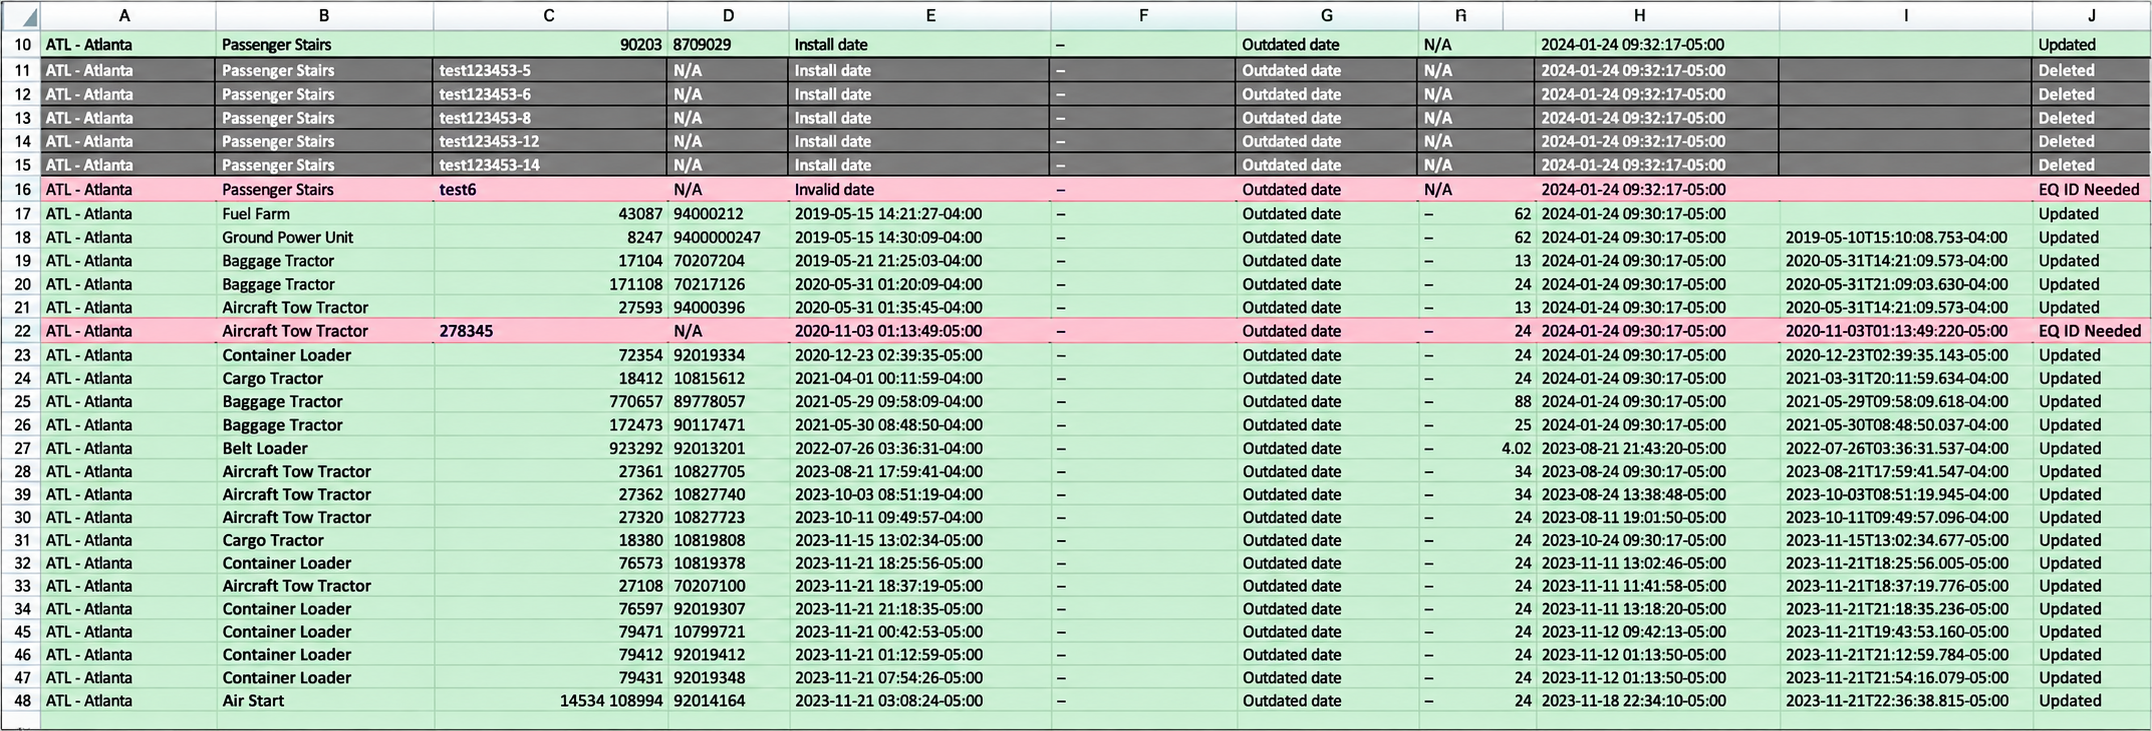 A B C D E F G H I J
10 ATL - Atlanta Passenger Stairs 90203 8709029 Install date – Outdated date N/A 2024-01-24 09:32:17-05:00 Updated
11 ATL - Atlanta Passenger Stairs test123453-5 N/A Install date – Outdated date N/A 2024-01-24 09:32:17-05:00 Deleted
12 ATL - Atlanta Passenger Stairs test123453-6 N/A Install date – Outdated date N/A 2024-01-24 09:32:17-05:00 Deleted
13 ATL - Atlanta Passenger Stairs test123453-8 N/A Install date – Outdated date N/A 2024-01-24 09:32:17-05:00 Deleted
14 ATL - Atlanta Passenger Stairs test123453-12 N/A Install date – Outdated date N/A 2024-01-24 09:32:17-05:00 Deleted
15 ATL - Atlanta Passenger Stairs test123453-14 N/A Install date – Outdated date N/A 2024-01-24 09:32:17-05:00 Deleted
16 ATL - Atlanta Passenger Stairs test6 N/A Invalid date – Outdated date N/A 2024-01-24 09:32:17-05:00 EQ ID Needed
17 ATL - Atlanta Fuel Farm 43087 94000212 2019-05-15 14:21:27-04:00 – Outdated date – 62 2024-01-24 09:30:17-05:00 Updated
18 ATL - Atlanta Ground Power Unit 8247 9400000247 2019-05-15 14:30:09-04:00 – Outdated date – 62 2024-01-24 09:30:17-05:00 2019-05-10T15:10:08.753-04:00 Updated
19 ATL - Atlanta Baggage Tractor 17104 70207204 2019-05-21 21:25:03-04:00 – Outdated date – 13 2024-01-24 09:30:17-05:00 2020-05-31T14:21:09.573-04:00 Updated
20 ATL - Atlanta Baggage Tractor 171108 70217126 2020-05-31 01:20:09-04:00 – Outdated date – 24 2024-01-24 09:30:17-05:00 2020-05-31T21:09:03.630-04:00 Updated
21 ATL - Atlanta Aircraft Tow Tractor 27593 94000396 2020-05-31 01:35:45-04:00 – Outdated date – 13 2024-01-24 09:30:17-05:00 2020-05-31T14:21:09.573-04:00 Updated
22 ATL - Atlanta Aircraft Tow Tractor 278345 N/A 2020-11-03 01:13:49:05:00 – Outdated date – 24 2024-01-24 09:30:17-05:00 2020-11-03T01:13:49:220-05:00 EQ ID Needed
23 ATL - Atlanta Container Loader 72354 92019334 2020-12-23 02:39:35-05:00 – Outdated date – 24 2024-01-24 09:30:17-05:00 2020-12-23T02:39:35.143-05:00 Updated
24 ATL - Atlanta Cargo Tractor 18412 10815612 2021-04-01 00:11:59-04:00 – Outdated date – 24 2024-01-24 09:30:17-05:00 2021-03-31T20:11:59.634-04:00 Updated
25 ATL - Atlanta Baggage Tractor 770657 89778057 2021-05-29 09:58:09-04:00 – Outdated date – 88 2024-01-24 09:30:17-05:00 2021-05-29T09:58:09.618-04:00 Updated
26 ATL - Atlanta Baggage Tractor 172473 90117471 2021-05-30 08:48:50-04:00 – Outdated date – 25 2024-01-24 09:30:17-05:00 2021-05-30T08:48:50.037-04:00 Updated
27 ATL - Atlanta Belt Loader 923292 92013201 2022-07-26 03:36:31-04:00 – Outdated date – 4.02 2023-08-21 21:43:20-05:00 2022-07-26T03:36:31.537-04:00 Updated
28 ATL - Atlanta Aircraft Tow Tractor 27361 10827705 2023-08-21 17:59:41-04:00 – Outdated date – 34 2023-08-24 09:30:17-05:00 2023-08-21T17:59:41.547-04:00 Updated
39 ATL - Atlanta Aircraft Tow Tractor 27362 10827740 2023-10-03 08:51:19-04:00 – Outdated date – 34 2023-08-24 13:38:48-05:00 2023-10-03T08:51:19.945-04:00 Updated
30 ATL - Atlanta Aircraft Tow Tractor 27320 10827723 2023-10-11 09:49:57-04:00 – Outdated date – 24 2023-08-11 19:01:50-05:00 2023-10-11T09:49:57.096-04:00 Updated
31 ATL - Atlanta Cargo Tractor 18380 10819808 2023-11-15 13:02:34-05:00 – Outdated date – 24 2023-10-24 09:30:17-05:00 2023-11-15T13:02:34.677-05:00 Updated
32 ATL - Atlanta Container Loader 76573 10819378 2023-11-21 18:25:56-05:00 – Outdated date – 24 2023-11-11 13:02:46-05:00 2023-11-21T18:25:56.005-05:00 Updated
33 ATL - Atlanta Aircraft Tow Tractor 27108 70207100 2023-11-21 18:37:19-05:00 – Outdated date – 24 2023-11-11 11:41:58-05:00 2023-11-21T18:37:19.776-05:00 Updated
34 ATL - Atlanta Container Loader 76597 92019307 2023-11-21 21:18:35-05:00 – Outdated date – 24 2023-11-11 13:18:20-05:00 2023-11-21T21:18:35.236-05:00 Updated
45 ATL - Atlanta Container Loader 79471 10799721 2023-11-21 00:42:53-05:00 – Outdated date – 24 2023-11-12 09:42:13-05:00 2023-11-21T19:43:53.160-05:00 Updated
46 ATL - Atlanta Container Loader 79412 92019412 2023-11-21 01:12:59-05:00 – Outdated date – 24 2023-11-12 01:13:50-05:00 2023-11-21T21:12:59.784-05:00 Updated
47 ATL - Atlanta Container Loader 79431 92019348 2023-11-21 07:54:26-05:00 – Outdated date – 24 2023-11-12 01:13:50-05:00 2023-11-21T21:54:16.079-05:00 Updated
48 ATL - Atlanta Air Start 14534 108994 92014164 2023-11-21 03:08:24-05:00 – Outdated date – 24 2023-11-18 22:34:10-05:00 2023-11-21T22:36:38.815-05:00 Updated